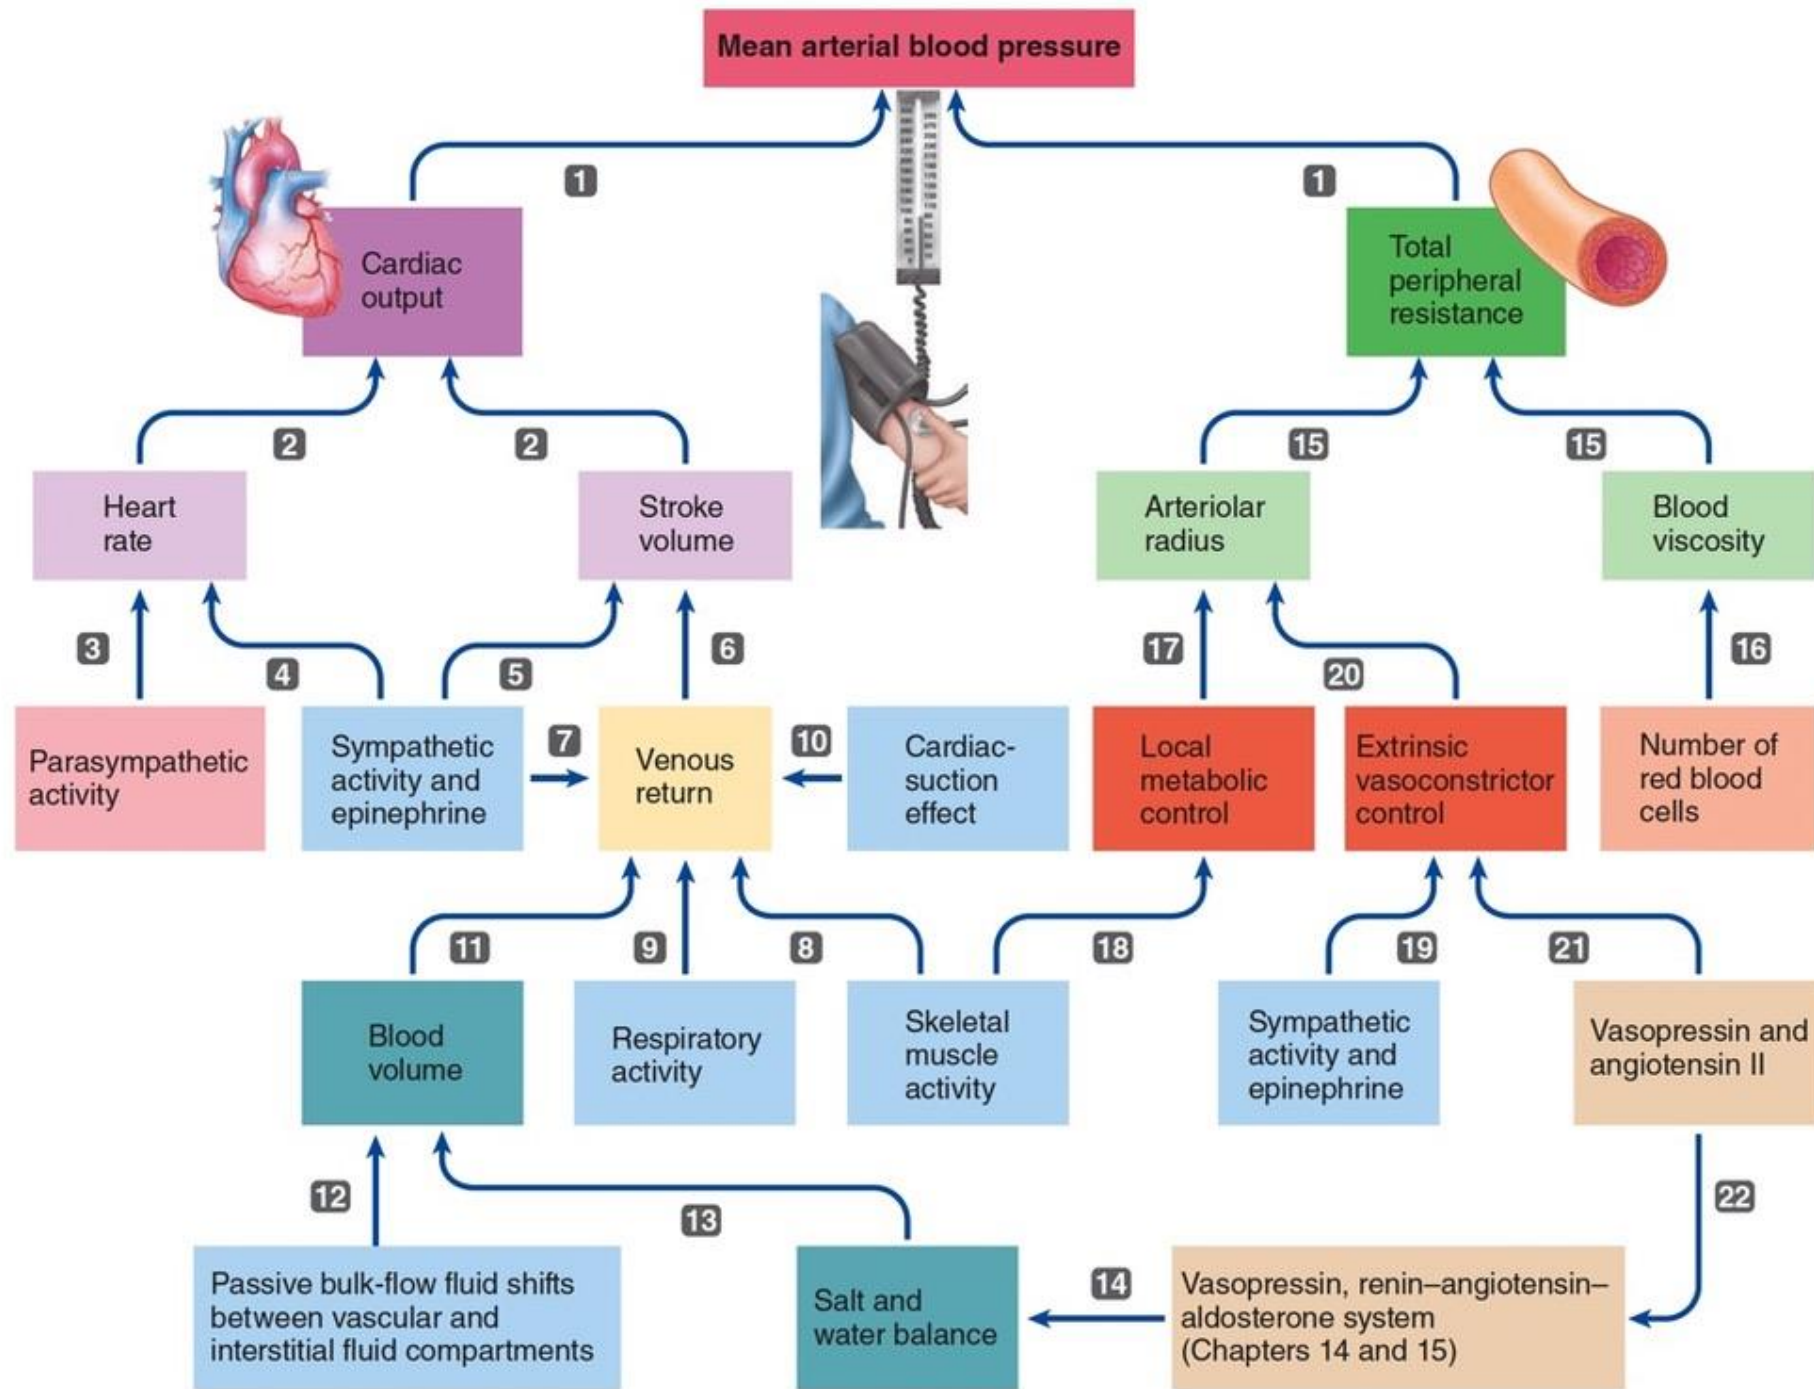 Mean arterial blood pressure
1
1
Cardiac
output
Total
peripheral
resistance
2
2
15
15
Heart
rate
Stroke
volume
Arteriolar
radius
Blood
viscosity
3
4
5
6
17
20
16
Parasympathetic
activity
Sympathetic
activity and
epinephrine
7
Venous
return
10
Cardiac-
suction
effect
Local
metabolic
control
Extrinsic
vasoconstrictor
control
Number of
red blood
cells
11
9
8
18
19
21
Blood
volume
Respiratory
activity
Skeletal
muscle
activity
Sympathetic
activity and
epinephrine
Vasopressin and
angiotensin II
12
13
22
Passive bulk-flow fluid shifts
between vascular and
interstitial fluid compartments
Salt and
water balance
14
Vasopressin, renin–angiotensin–
aldosterone system
(Chapters 14 and 15)